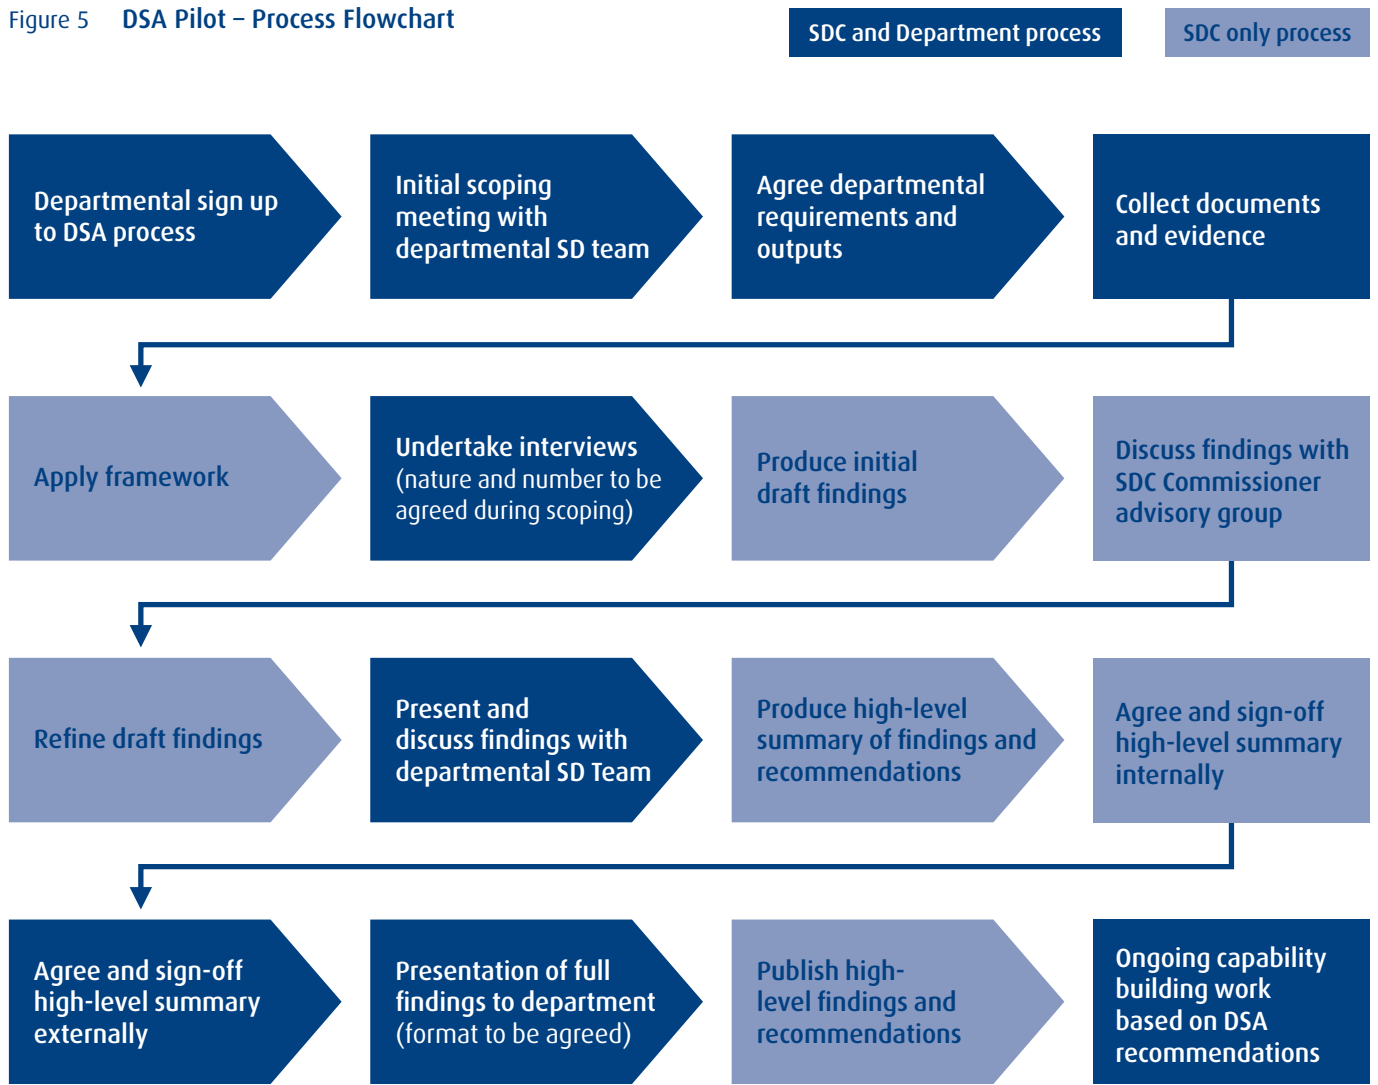 Figure 5 DSA Pilot – Process Flowchart
SDC and Department process
SDC only process
Departmental sign up
to DSA process
Initial scoping
meeting with
departmental SD team
Agree departmental
requirements and
outputs
Collect documents
and evidence
Apply framework
Undertake interviews
(nature and number to be
agreed during scoping)
Produce initial
draft findings
Discuss findings with
SDC Commissioner
advisory group
Refine draft findings
Present and
discuss findings with
departmental SD Team
Produce high-level
summary of findings and
recommendations
Agree and sign-off
high-level summary
internally
Agree and sign-off
high-level summary
externally
Presentation of full
findings to department
(format to be agreed)
Publish high-
level findings and
recommendations
Ongoing capability
building work
based on DSA
recommendations